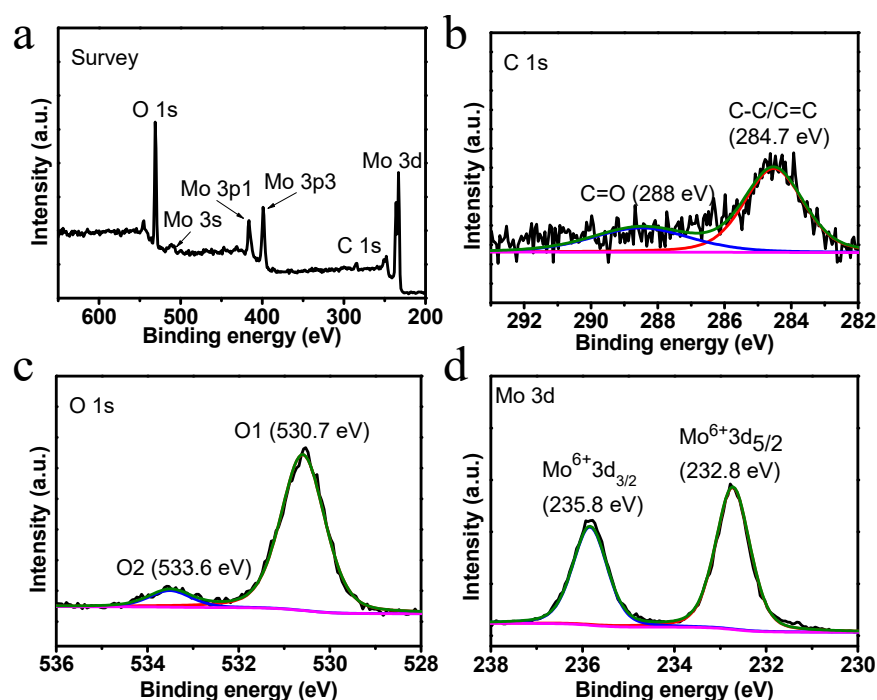 a
Survey
O 1s
Mo 3s
Mo 3p1
Mo 3p3
C 1s
Mo 3d
Intensity (a.u.)
600 500 400 300 200
Binding energy (eV)
b
C 1s
C-C/C=C
(284.7 eV)
C=O (288 eV)
Intensity (a.u.)
292 290 288 286 284 282
Binding energy (eV)
c
O 1s
O1 (530.7 eV)
O2 (533.6 eV)
Intensity (a.u.)
536 534 532 530 528
Binding energy (eV)
d
Mo 3d
Mo⁶⁺3d₅/₂
(232.8 eV)
Mo⁶⁺3d₃/₂
(235.8 eV)
Intensity (a.u.)
238 236 234 232 230
Binding energy (eV)